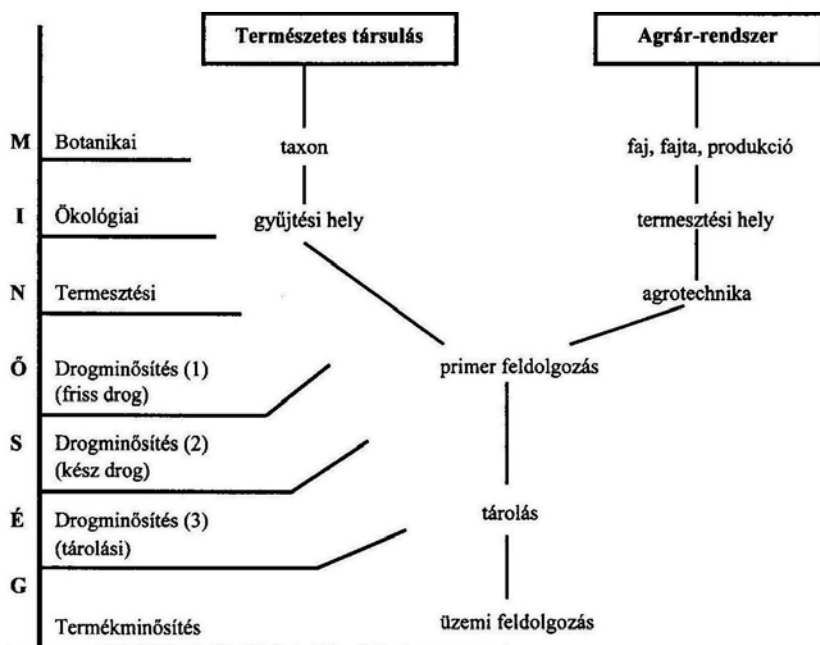 Természetes társulás
Agrár-rendszer
M
Botanikai
taxon
faj, fajta, produkció
I
Ökológiai
gyűjtési hely
termesztési hely
N
Termesztési
agrotechnika
Ő
Drogminősítés (1)
(friss drog)
primer feldolgozás
S
Drogminősítés (2)
(kész drog)
É
Drogminősítés (3)
(tárolási)
tárolás
G
Termékminősítés
üzemi feldolgozás